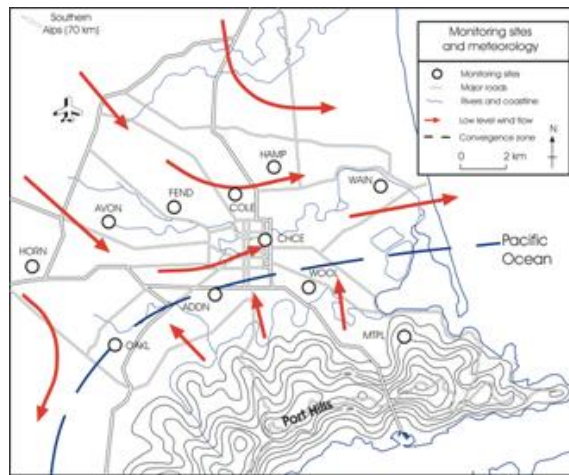 Southern
Alps (70 km)
Monitoring sites
and meteorology
Monitoring sites
Major roads
Rivers and coastline
Low level wind flow
Convergence zone
N
0 2 km
HAMP
WAIN
FEND
COLE
AVON
CHCE
HORN
Pacific
Ocean
WOOL
ADDN
OAKL
MTPL
Port Hills